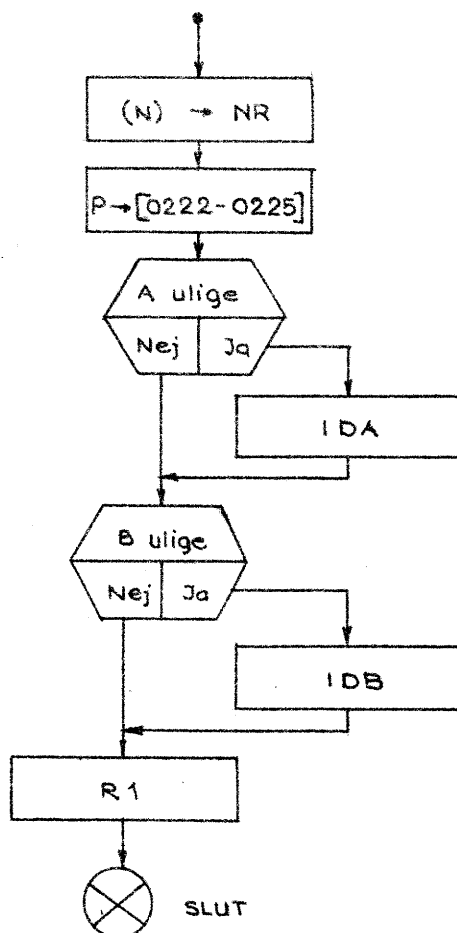 (N) → NR
P→[0222-0225]
A ulige
Nej Ja
IDA
B ulige
Nej Ja
IDB
R1
SLUT